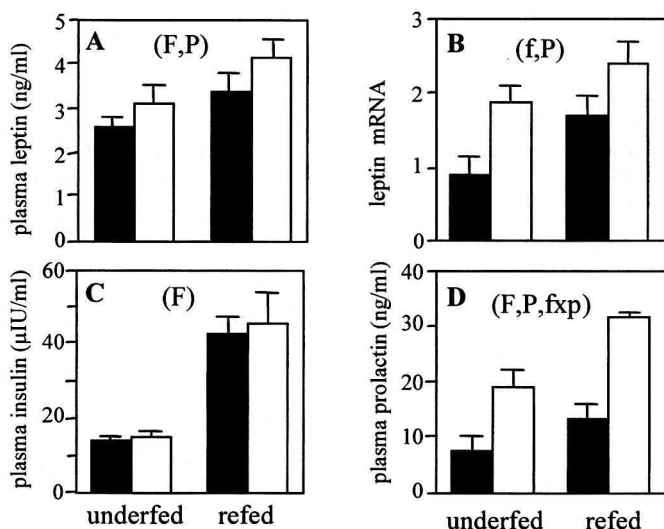 A (F,P)
plasma leptin (ng/ml)
5
4
3
2
1
0
B (f,P)
leptin mRNA
3
2
1
0
C (F)
plasma insulin (µIU/ml)
60
40
20
10
0
underfed refed
D (F,P,fxp)
plasma prolactin (ng/ml)
40
30
20
10
0
underfed refed